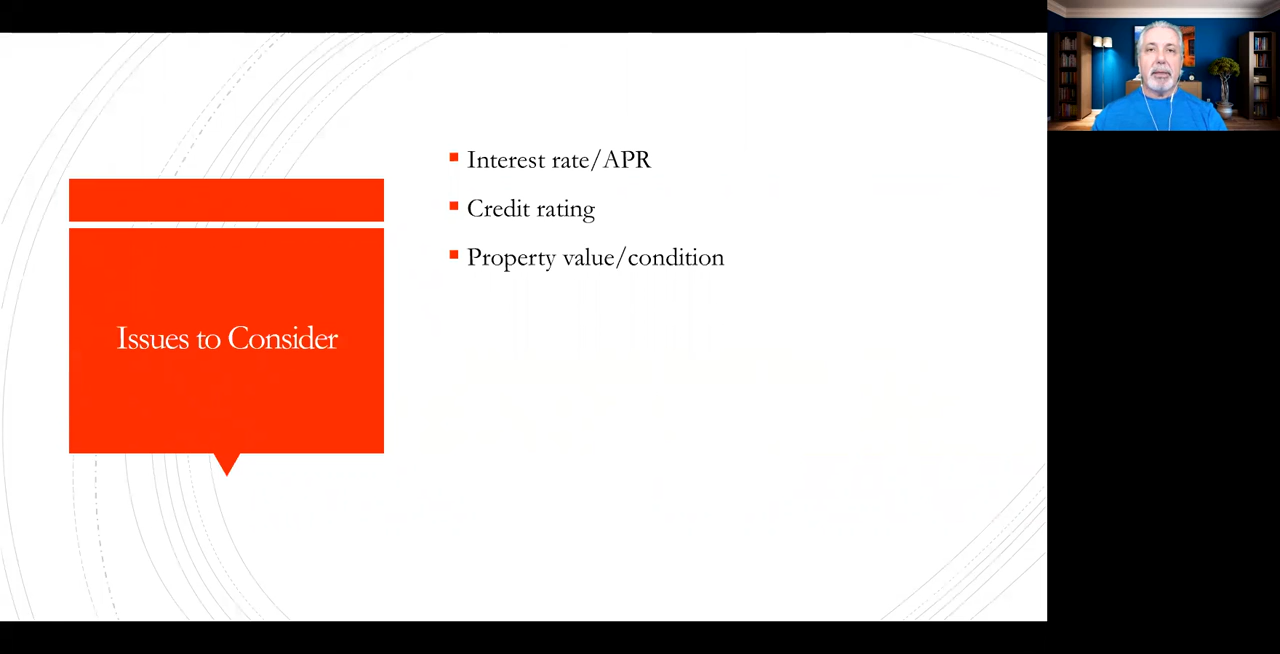 Issues to Consider
Interest rate/APR
Credit rating
Property value/condition